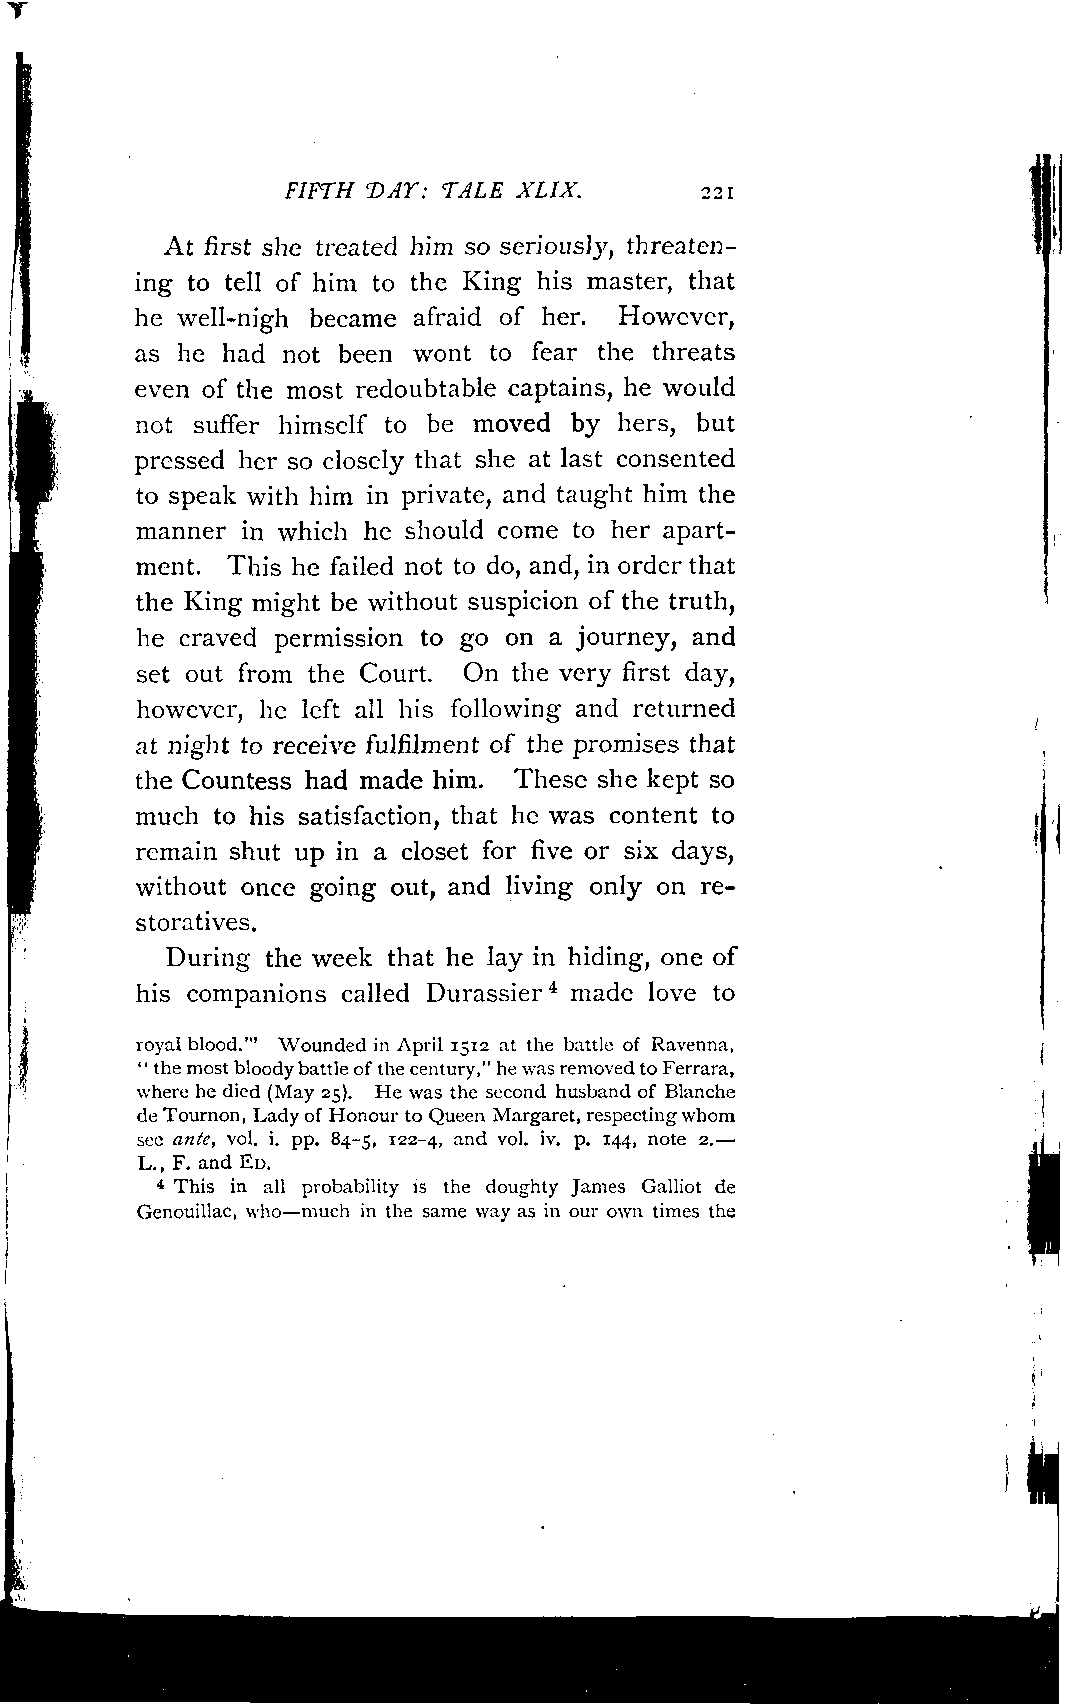 FIFTH DAY: TALE XLIX. 221
At first she treated him so seriously, threaten-
ing to tell of him to the King his master, that
he well-nigh became afraid of her. However,
as he had not been wont to fear the threats
even of the most redoubtable captains, he would
not suffer himself to be moved by hers, but
pressed her so closely that she at last consented
to speak with him in private, and taught him the
manner in which he should come to her apart-
ment. This he failed not to do, and, in order that
the King might be without suspicion of the truth,
he craved permission to go on a journey, and
set out from the Court. On the very first day,
however, he left all his following and returned
at night to receive fulfilment of the promises that
the Countess had made him. These she kept so
much to his satisfaction, that he was content to
remain shut up in a closet for five or six days,
without once going out, and living only on re-
storatives.
During the week that he lay in hiding, one of
his companions called Durassier⁴ made love to
royal blood.'" Wounded in April 1512 at the battle of Ravenna,
"the most bloody battle of the century," he was removed to Ferrara,
where he died (May 25). He was the second husband of Blanche
de Tournon, Lady of Honour to Queen Margaret, respecting whom
see ante, vol. i. pp. 84-5, 122-4, and vol. iv. p. 144, note 2.—
L., F. and ED.
⁴ This in all probability is the doughty James Galliot de
Genouillac, who—much in the same way as in our own times the